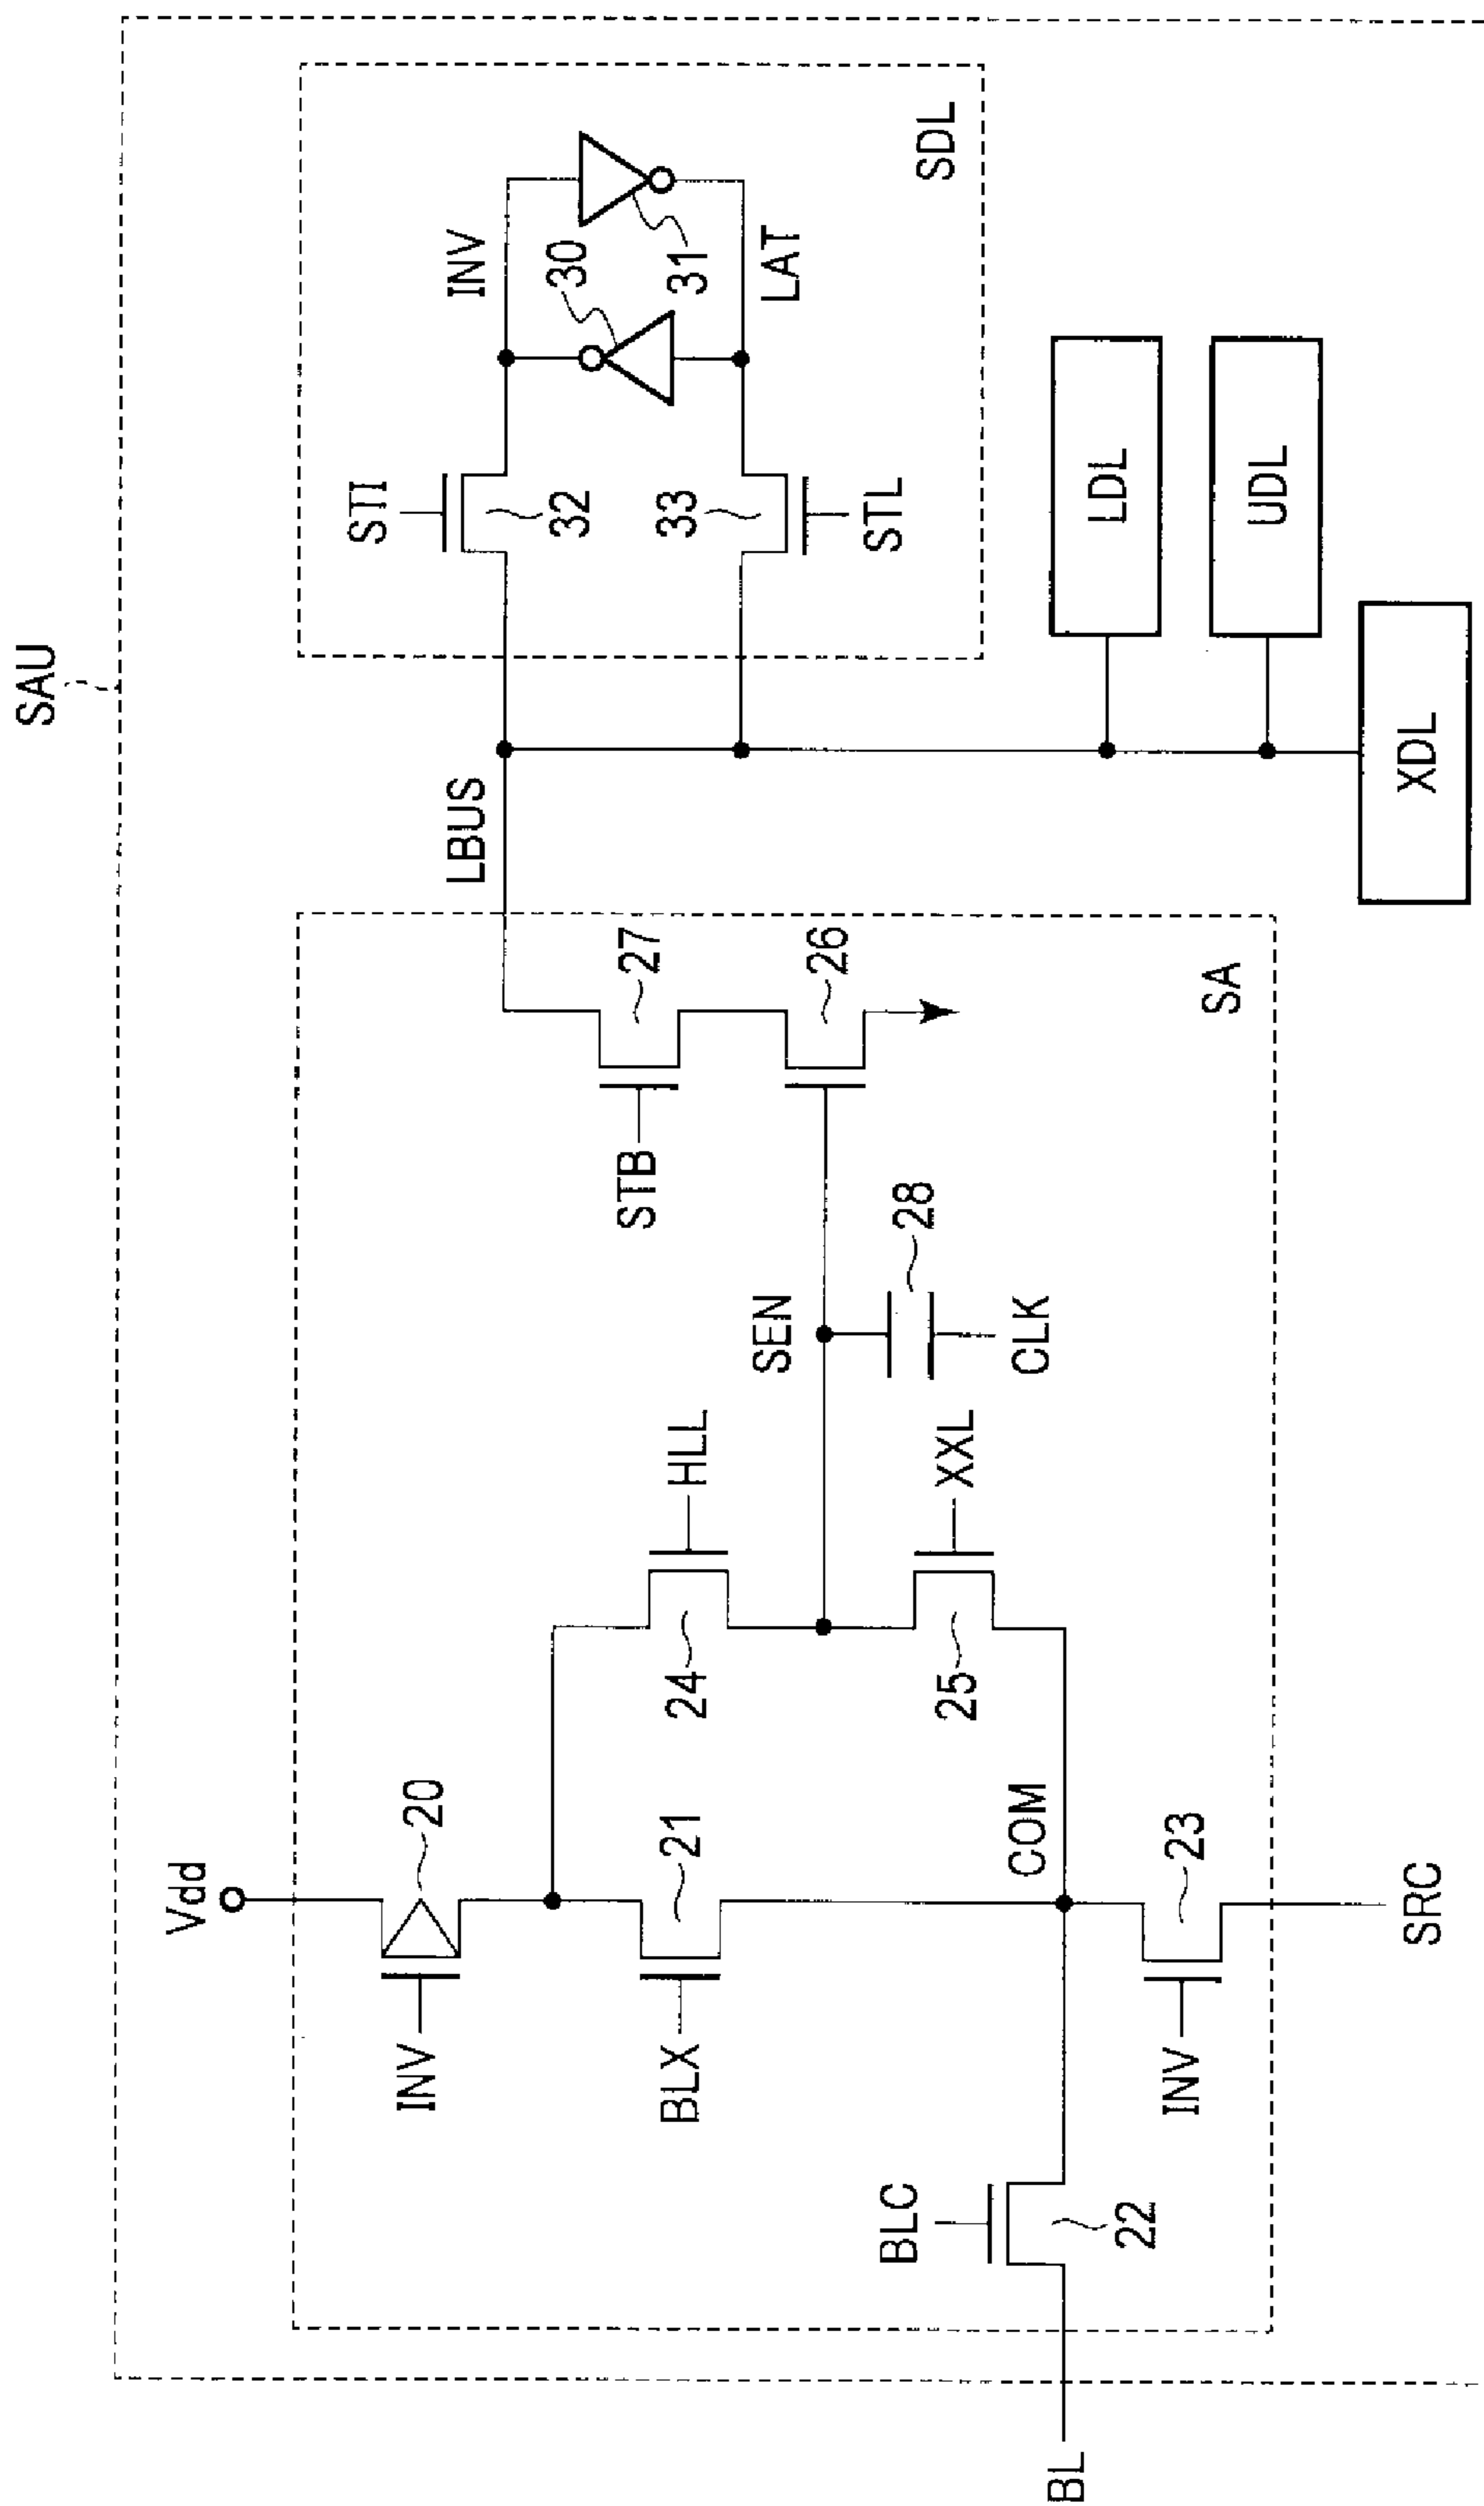 SAU
Vdd
INV
20
BLX
21
24
HLL
BLC
22
COM
25
XXL
INV
23
SRC
BL
SEN
28
CLK
STB
27
26
SA
LBUS
STI
32
33
STL
INV
30
31
LAT
SDL
LDL
UDL
XDL